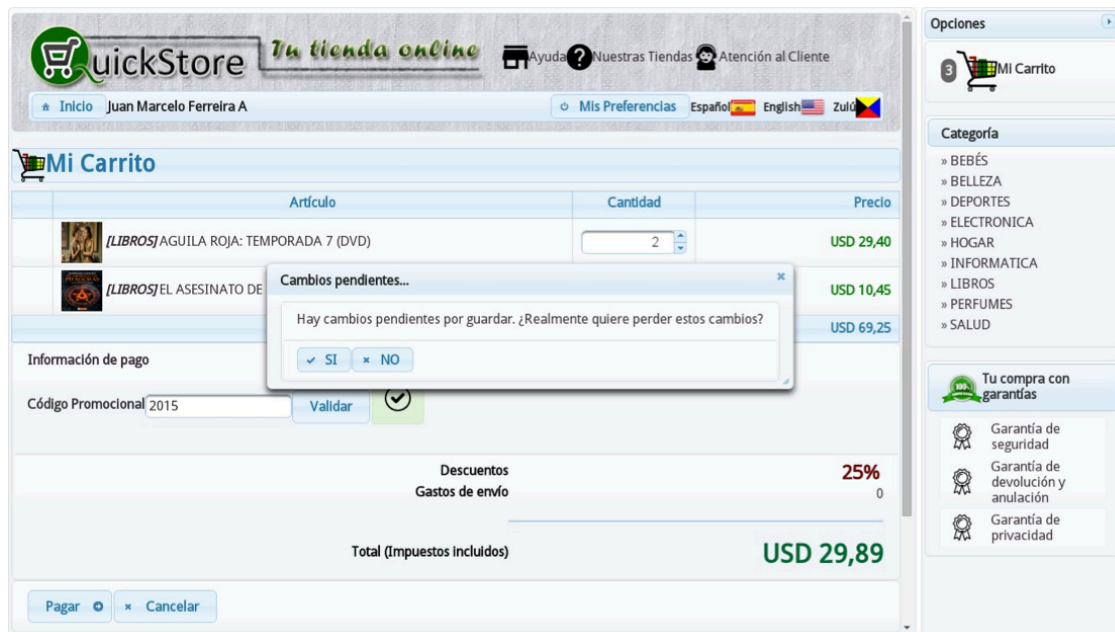 QuickStore Tu tienda online
Ayuda Nuestras Tiendas Atención al Cliente
Inicio Juan Marcelo Ferreira A
Mis Preferencias Español English Zulú
Mi Carrito
Artículo Cantidad Precio
[LIBROS] AGUILA ROJA: TEMPORADA 7 (DVD) 2 USD 29,40
[LIBROS] EL ASESINATO DE USD 10,45
USD 69,25
Cambios pendientes...
Hay cambios pendientes por guardar. ¿Realmente quiere perder estos cambios?
SI NO
Información de pago
Código Promocional 2015 Validar
Descuentos 25%
Gastos de envío 0
Total (Impuestos incluidos) USD 29,89
Pagar Cancelar
Opciones
3 Mi Carrito
Categoría
» BEBÉS
» BELLEZA
» DEPORTES
» ELECTRONICA
» HOGAR
» INFORMATICA
» LIBROS
» PERFUMES
» SALUD
Tu compra con
garantías
Garantía de
seguridad
Garantía de
devolución y
anulación
Garantía de
privacidad